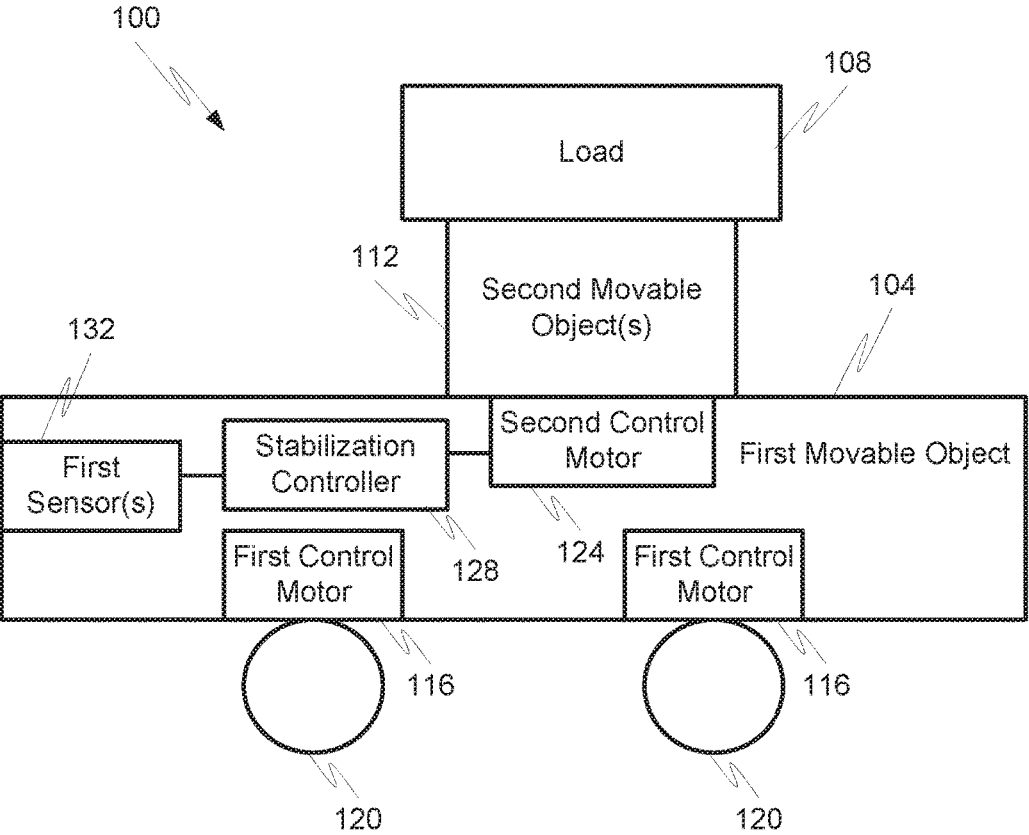 100
108
Load
112
Second Movable
Object(s)
104
132
Second Control
Motor
Stabilization
Controller
First Movable Object
First
Sensor(s)
124
128
First Control
Motor
First Control
Motor
116
116
120
120